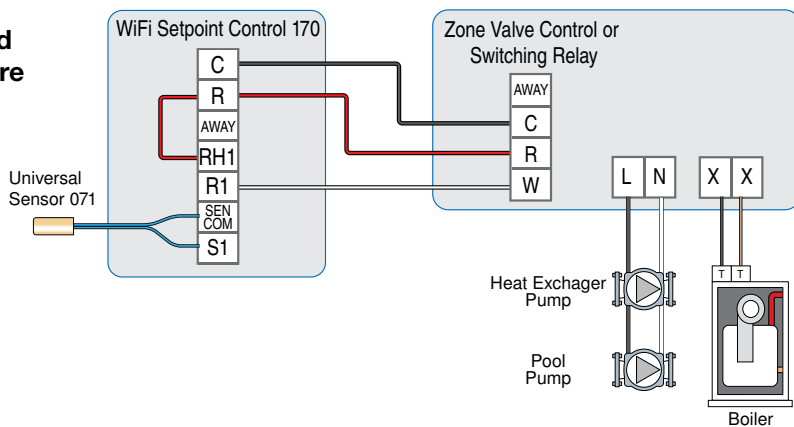 d
re
WiFi Setpoint Control 170
C
R
AWAY
RH1
R1
SEN
COM
S1
Universal
Sensor 071
Zone Valve Control or
Switching Relay
AWAY
C
R
W
L N X X
Heat Exchager
Pump
Pool
Pump
T T
Boiler